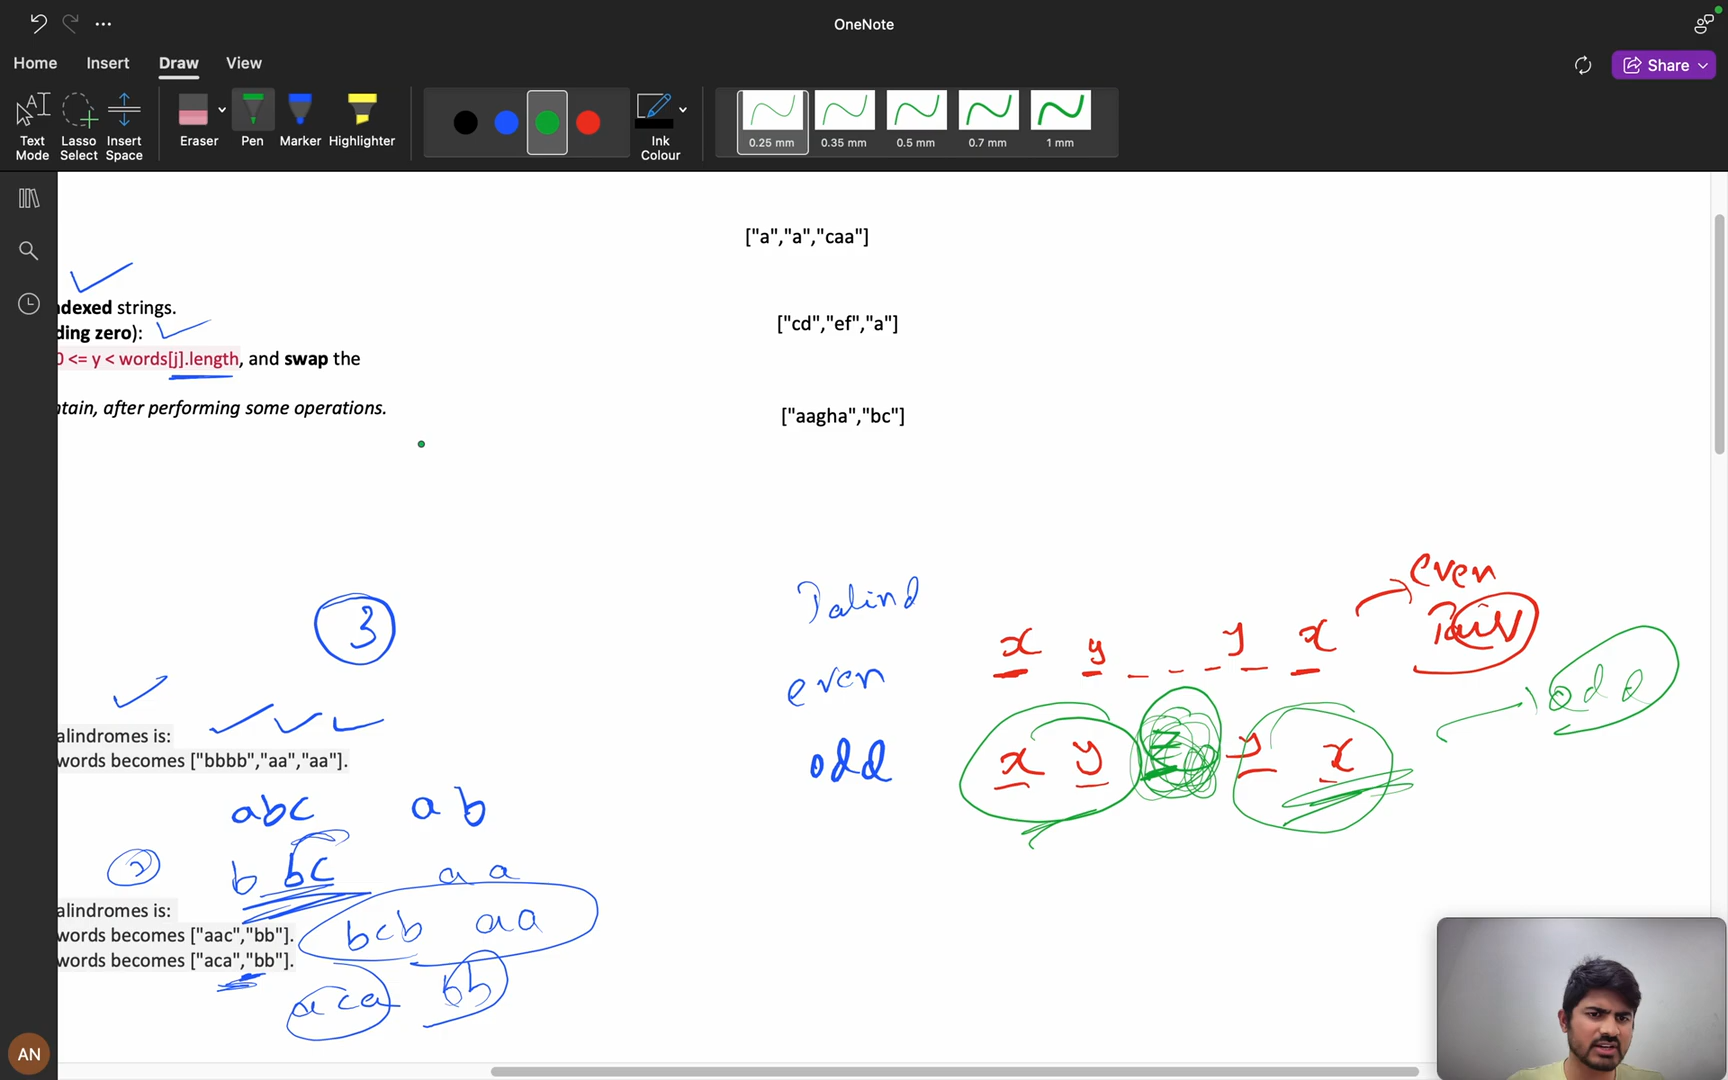 OneNote
Home Insert Draw View
Share
Text Mode
Lasso Select
Insert Space
Eraser
Pen
Marker
Highlighter
Ink Colour
0.25 mm 0.35 mm 0.5 mm 0.7 mm 1 mm
["a","a","caa"]
ndexed strings.
ding zero):
0 <= y < words[j].length, and swap the
ntain, after performing some operations.
["cd","ef","a"]
["aagha","bc"]
3
alindromes is:
words becomes ["bbbb","aa","aa"].
abc ab
b bc aa
alindromes is:
words becomes ["aac","bb"].
bcb aa
words becomes ["aca","bb"].
aca bb
Palind
even
odd
x y _ _ _ y x
even
x y y x
odd
AN